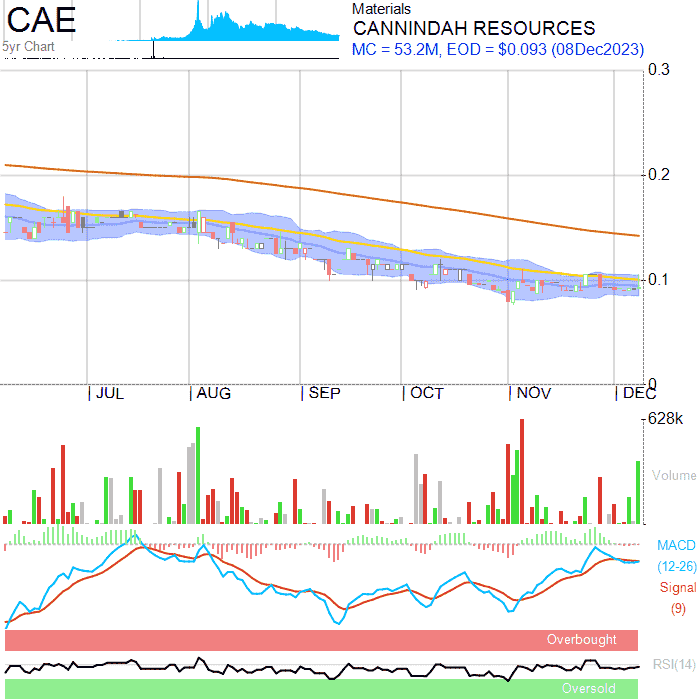 CAE
5yr Chart
Materials
CANNINDAH RESOURCES
MC = 53.2M, EOD = $0.093 (08Dec2023)
0.3
0.2
0.1
0
JUL AUG SEP OCT NOV DEC
628k
Volume
MACD
(12-26)
Signal
(9)
Overbought
RSI(14)
Oversold